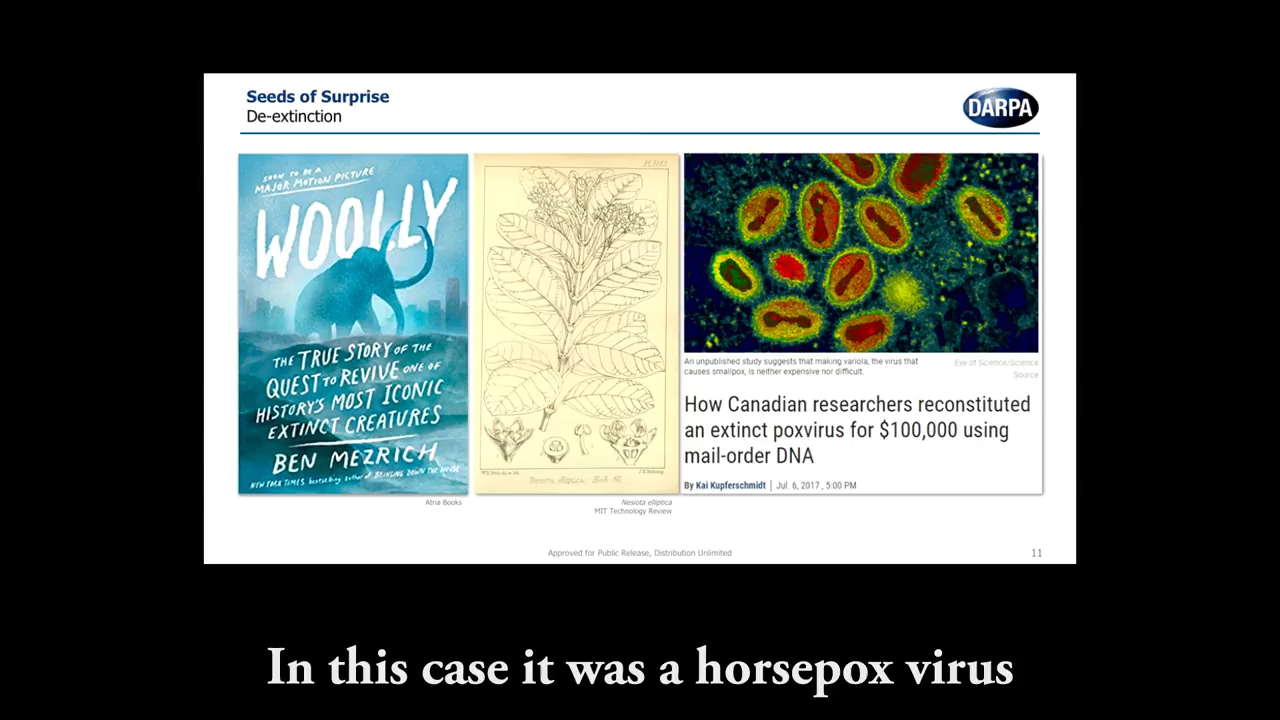 Seeds of Surprise
De-extinction
DARPA
SOON TO BE A
MAJOR MOTION PICTURE
WOOLLY
THE TRUE STORY OF THE
QUEST TO REVIVE ONE OF
HISTORY'S MOST ICONIC
EXTINCT CREATURES
BEN MEZRICH
NEW YORK TIMES bestselling author of BRINGING DOWN THE HOUSE
Atria Books
Nesiota elliptica
MIT Technology Review
An unpublished study suggests that making variola, the virus that
causes smallpox, is neither expensive nor difficult.
Eye of Science/Science
Source
How Canadian researchers reconstituted
an extinct poxvirus for $100,000 using
mail-order DNA
By Kai Kupferschmidt | Jul. 6, 2017 , 5:00 PM
Approved for Public Release, Distribution Unlimited
11
In this case it was a horsepox virus